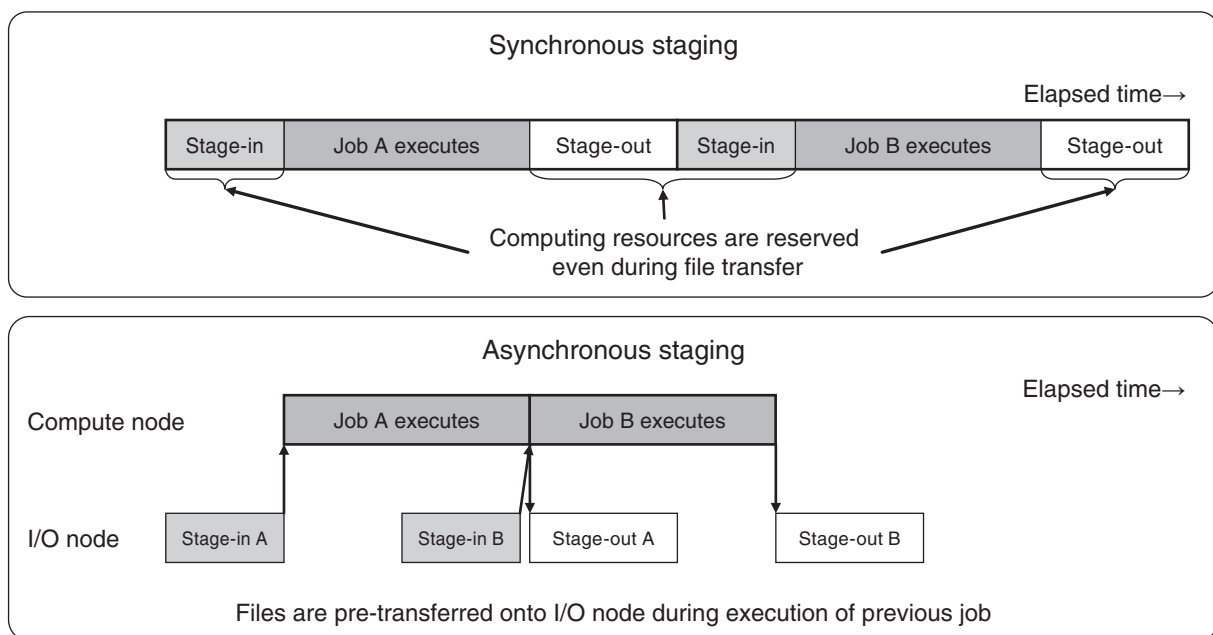 Synchronous staging
Elapsed time→
Stage-in Job A executes Stage-out Stage-in Job B executes Stage-out
Computing resources are reserved
even during file transfer
Asynchronous staging
Elapsed time→
Compute node Job A executes Job B executes
I/O node Stage-in A Stage-in B Stage-out A Stage-out B
Files are pre-transferred onto I/O node during execution of previous job